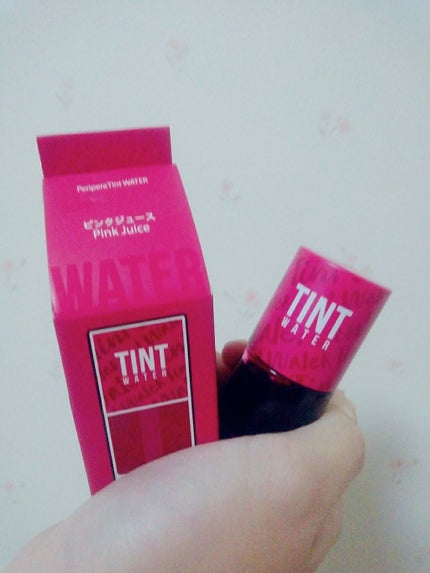 PeriperaTint WATER
ピンクジュース
Pink Juice
WATER
TINT
WATER
TINT
WATER